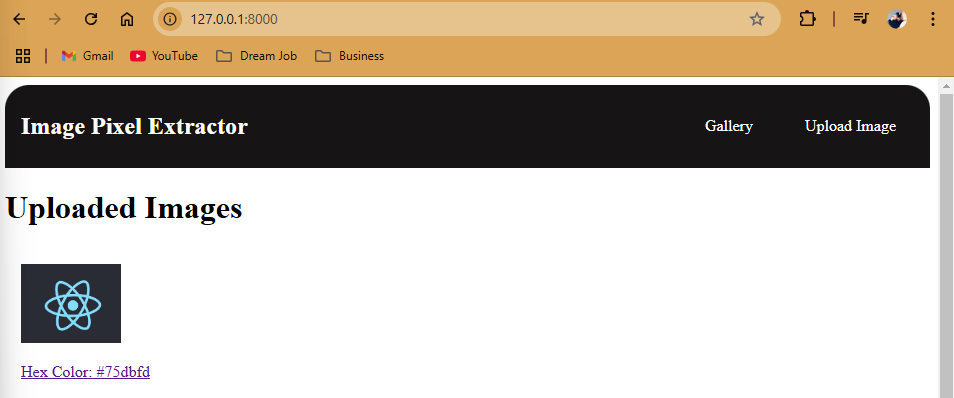 127.0.0.1:8000
Gmail YouTube Dream Job Business
Image Pixel Extractor Gallery Upload Image
Uploaded Images
Hex Color: #75dbfd